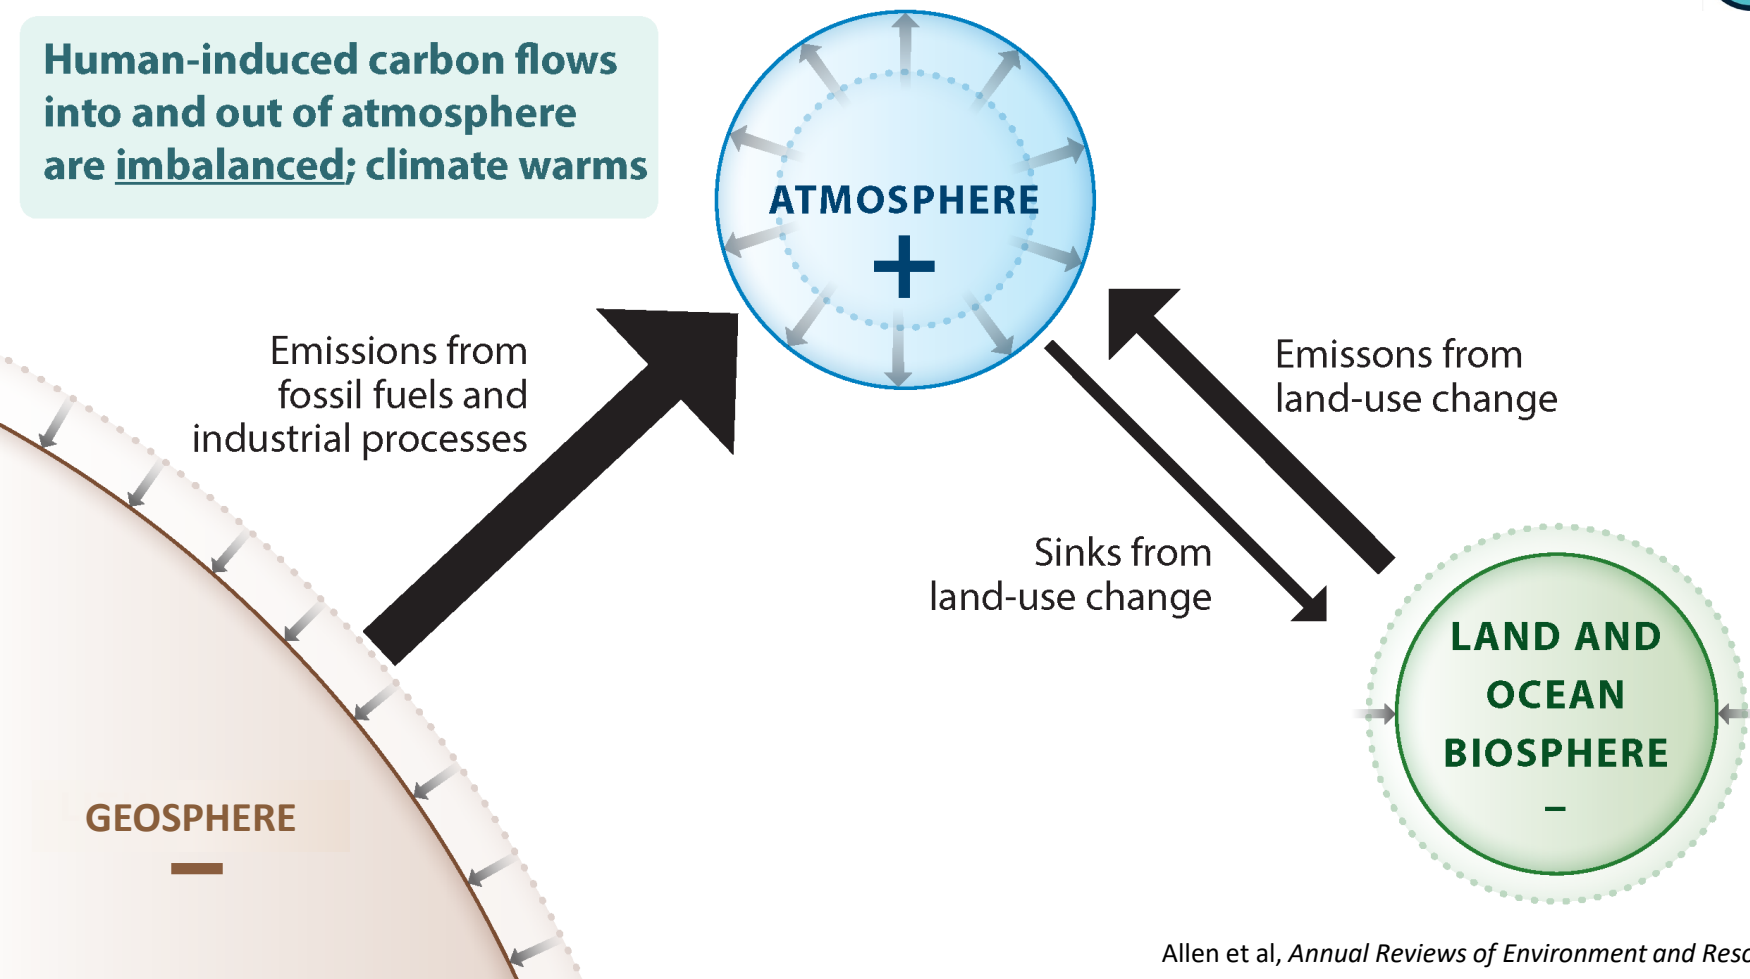 Human-induced carbon flows
into and out of atmosphere
are imbalanced; climate warms
ATMOSPHERE
+
Emissions from
fossil fuels and
industrial processes
Emissons from
land-use change
Sinks from
land-use change
LAND AND
OCEAN
BIOSPHERE
–
GEOSPHERE
–
Allen et al, Annual Reviews of Environment and